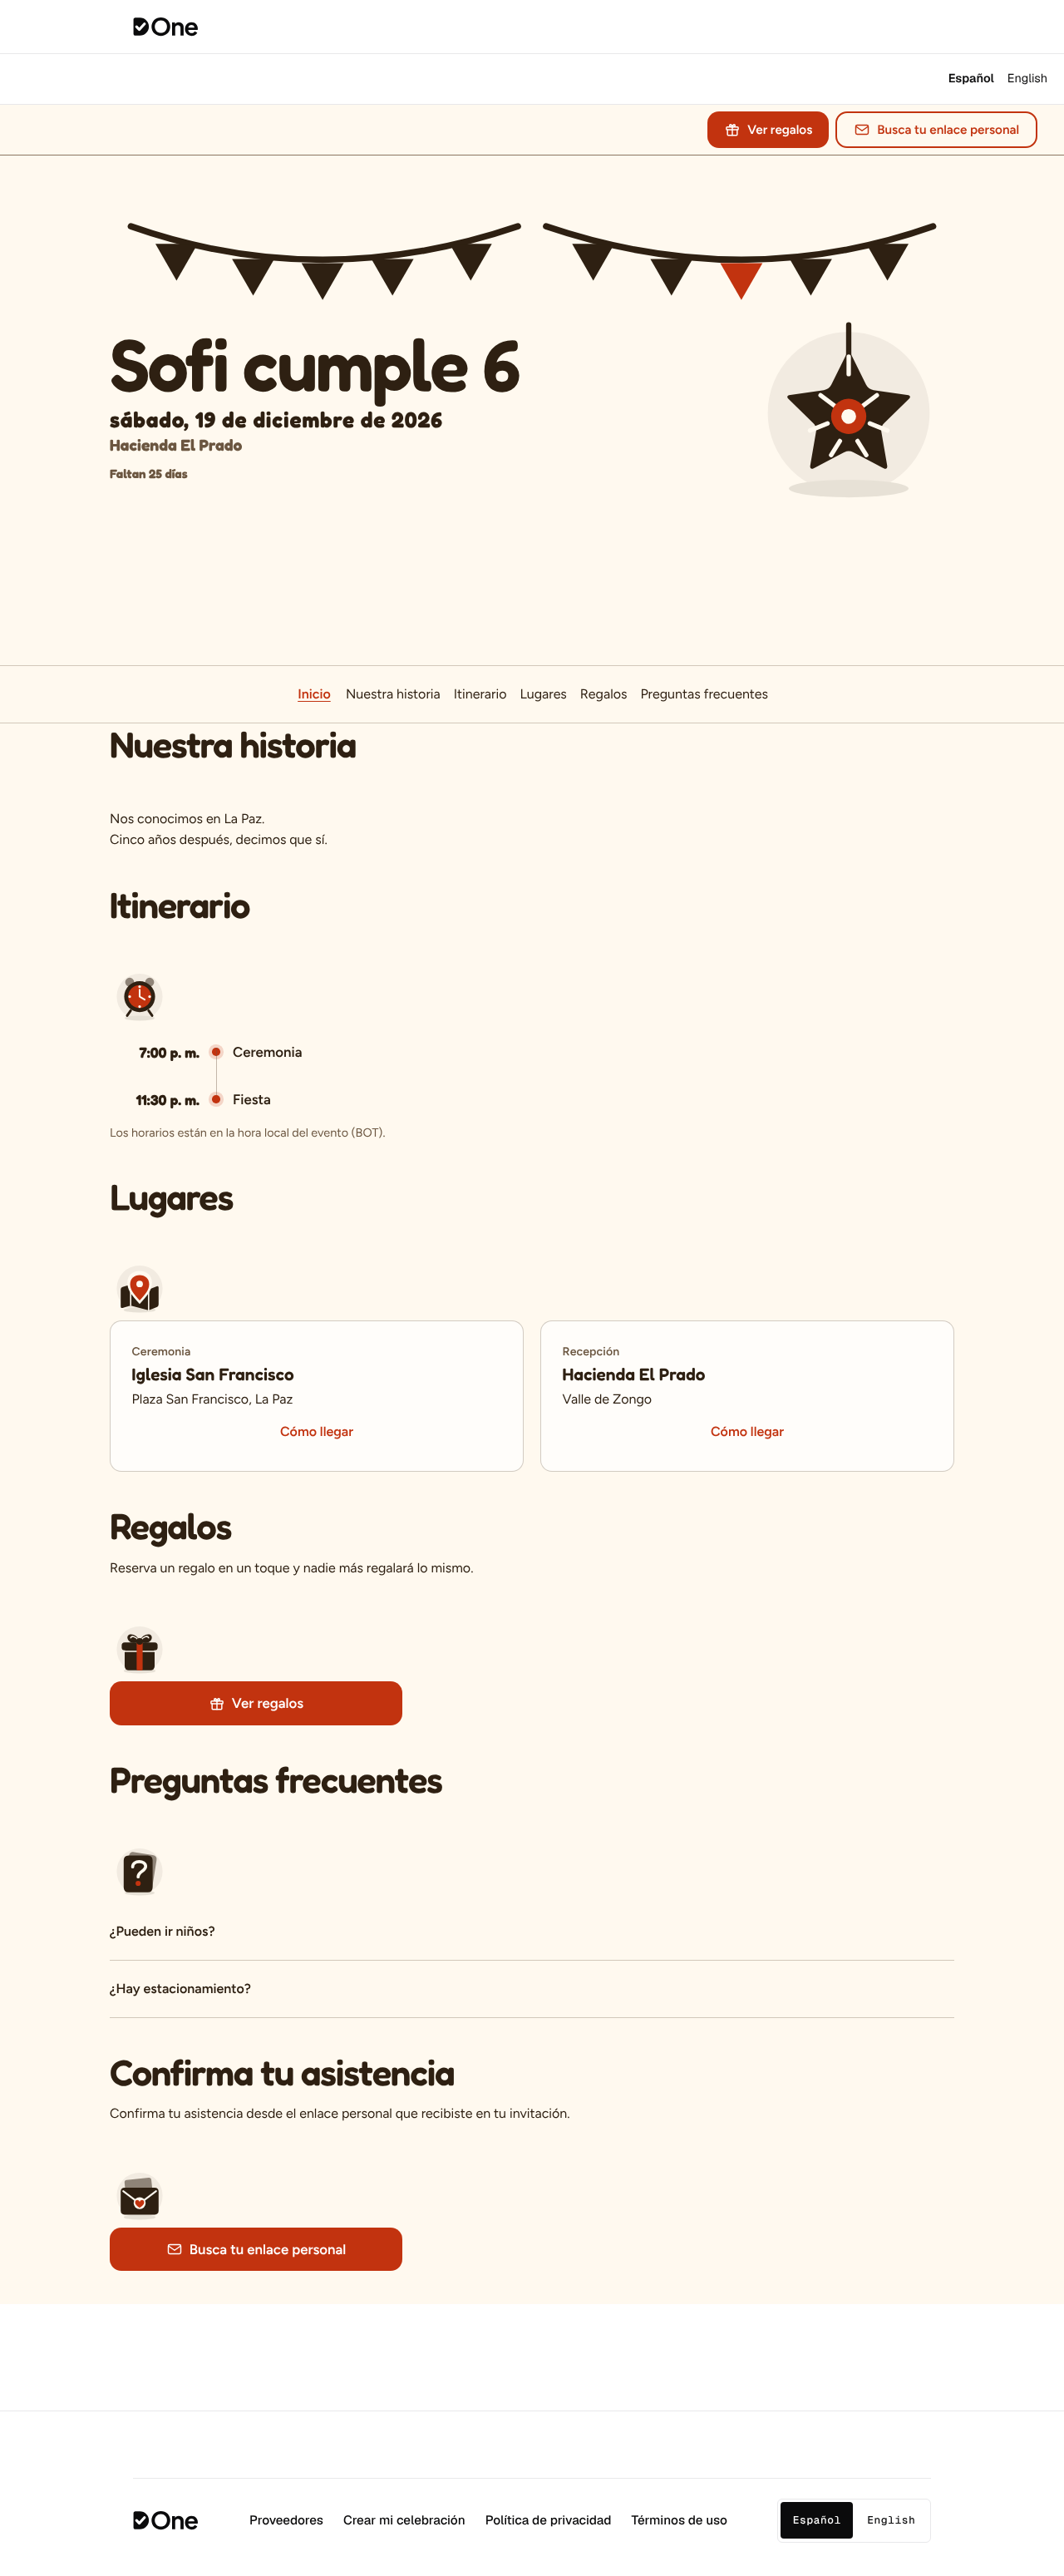 One
Español English
Ver regalos Busca tu enlace personal
Sofi cumple 6
sábado, 19 de diciembre de 2026
Hacienda El Prado
Faltan 25 días
Inicio Nuestra historia Itinerario Lugares Regalos Preguntas frecuentes
Nuestra historia
Nos conocimos en La Paz.
Cinco años después, decimos que sí.
Itinerario
7:00 p. m. Ceremonia
11:30 p. m. Fiesta
Los horarios están en la hora local del evento (BOT).
Lugares
Ceremonia
Iglesia San Francisco
Plaza San Francisco, La Paz
Cómo llegar
Recepción
Hacienda El Prado
Valle de Zongo
Cómo llegar
Regalos
Reserva un regalo en un toque y nadie más regalará lo mismo.
Ver regalos
Preguntas frecuentes
?
¿Pueden ir niños?
¿Hay estacionamiento?
Confirma tu asistencia
Confirma tu asistencia desde el enlace personal que recibiste en tu invitación.
Busca tu enlace personal
One
Proveedores Crear mi celebración Política de privacidad Términos de uso
Español English